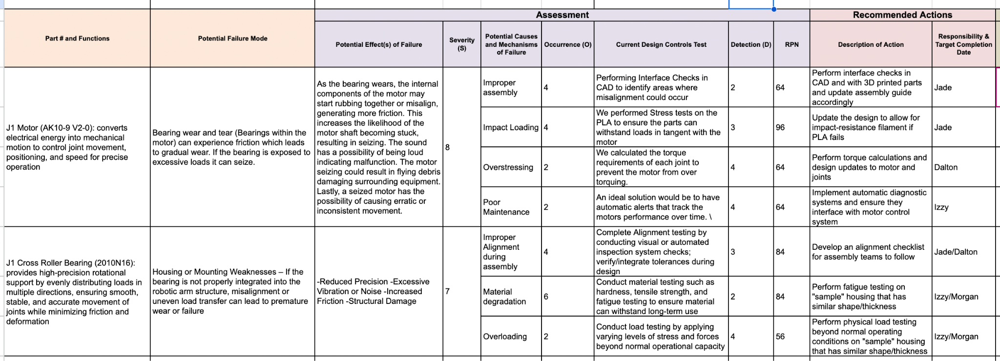 Assessment
Recommended Actions
Part # and Functions
Potential Failure Mode
Potential Effect(s) of Failure
Severity
(S)
Potential Causes
and Mechanisms
of Failure
Occurrence (O)
Current Design Controls Test
Detection (D)
RPN
Description of Action
Responsibility &
Target Completion
Date
J1 Motor (AK10-9 V2-0): converts
electrical energy into mechanical
motion to control joint movement,
positioning, and speed for precise
operation
Bearing wear and tear (Bearings within the
motor) can experience friction which leads
to gradual wear. If the bearing is exposed to
excessive loads it can seize.
As the bearing wears, the internal
components of the motor may
start rubbing together or misalign,
generating more friction. This
increases the likelihood of the
motor shaft becoming stuck,
resulting in seizing. The sound
has a possibility of being loud
indicating malfunction. The motor
seizing could result in flying debris
damaging surrounding equipment.
Lastly, a seized motor has the
possibility of causing erratic or
inconsistent movement.
8
Improper
assembly
4
Performing Interface Checks in
CAD to identify areas where
misalignment could occur
2
64
Perform interface checks in
CAD and with 3D printed parts
and update assembly guide
accordingly
Jade
Impact Loading
4
We performed Stress tests on the
PLA to ensure the parts can
withstand loads in tangent with the
motor
3
96
Update the design to allow for
impact-resistance filament if
PLA fails
Jade
Overstressing
2
We calculated the torque
requirements of each joint to
prevent the motor from over
torquing.
4
64
Perform torque calculations and
design updates to motor and
joints
Dalton
Poor
Maintenance
2
An ideal solution would be to have
automatic alerts that track the
motors performance over time. \
4
64
Implement automatic diagnostic
systems and ensure they
interface with motor control
system
Izzy
J1 Cross Roller Bearing (2010N16):
provides high-precision rotational
support by evenly distributing loads in
multiple directions, ensuring smooth,
stable, and accurate movement of
joints while minimizing friction and
deformation
Housing or Mounting Weaknesses – If the
bearing is not properly integrated into the
robotic arm structure, misalignment or
uneven load transfer can lead to premature
wear or failure
-Reduced Precision -Excessive
Vibration or Noise -Increased
Friction -Structural Damage
7
Improper
Alignment
during
assembly
4
Complete Alignment testing by
conducting visual or automated
inspection system checks;
verify/integrate tolerances during
design
3
84
Develop an alignment checklist
for assembly teams to follow
Jade/Dalton
Material
degradation
6
Conduct material testing such as
hardness, tensile strength, and
fatigue testing to ensure material
can withstand long-term use
2
84
Perform fatigue testing on
"sample" housing that has
similar shape/thickness
Izzy/Morgan
Overloading
2
Conduct load testing by applying
varying levels of stress and forces
beyond normal operational capacity
4
56
Perform physical load testing
beyond normal operating
conditions on "sample" housing
that has similar shape/thickness
Izzy/Morgan